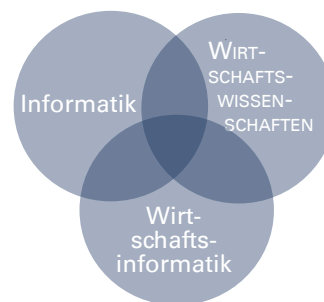 Informatik
WIRT-
SCHAFTS-
WISSEN-
SCHAFTEN
Wirt-
schafts-
informatik